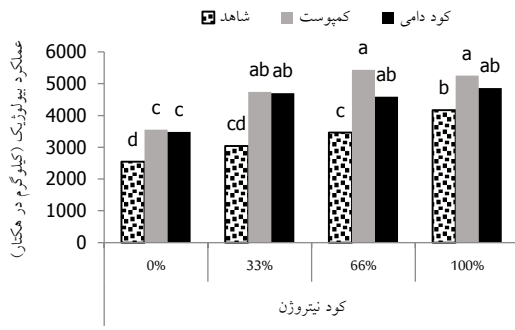 شاهد کمپوست کود دامی
عملکرد بیولوژیک (کیلوگرم در هکتار)
6000
5000
4000
3000
2000
1000
0
d c c
cd ab ab
c a ab
b a ab
0% 33% 66% 100%
کود نیتروژن